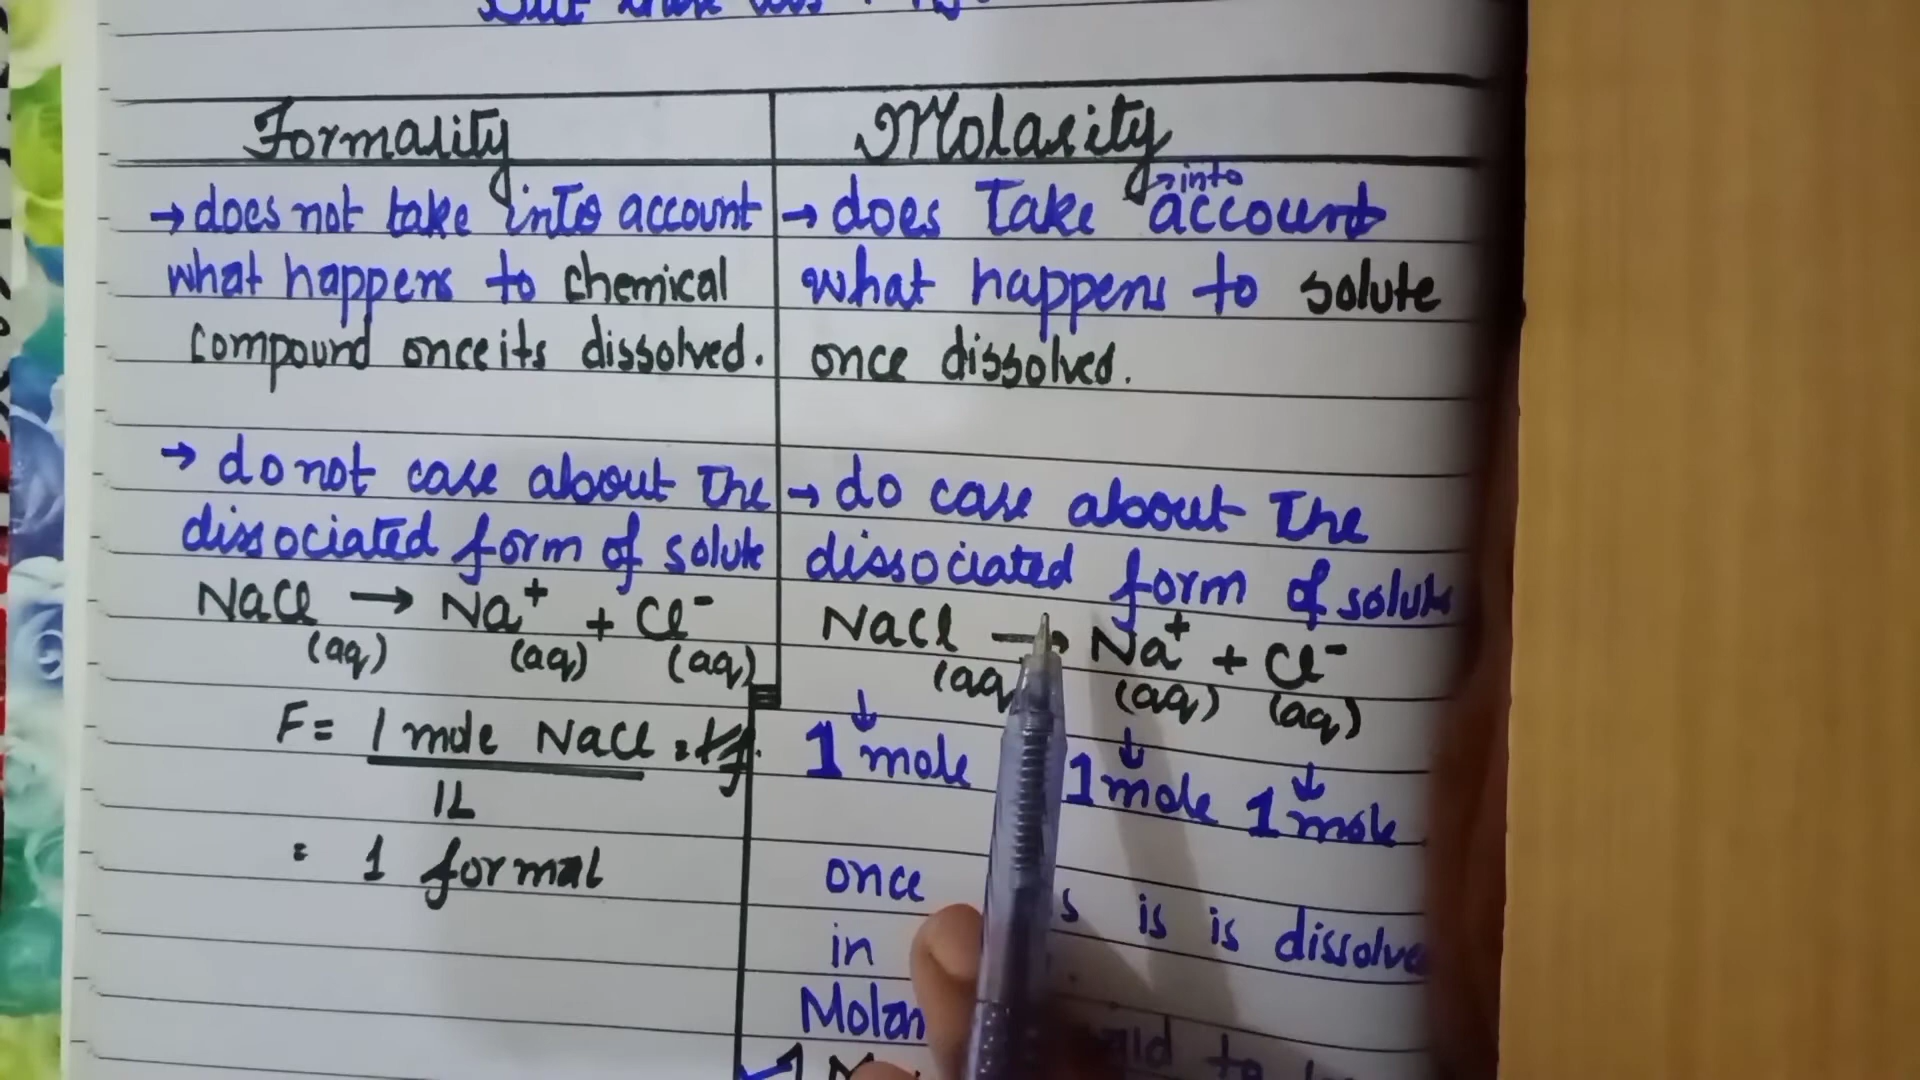 Formality
→ does not take into account
what happens to chemical
compound once its dissolved.
→ do not care about the
dissociated form of solute
NaCl → Na⁺ + Cl⁻
(aq) (aq) (aq)
F = 1 mole NaCl =
1L
= 1 formal
Molarity
→ into
→ does take account
what happens to solute
once dissolved.
→ do care about the
dissociated form of solute
NaCl → Na⁺ + Cl⁻
(aq (aq) (aq)
↓ ↓ ↓
1 mole 1 mole 1 mole
once s is is dissolve
in
Molar to